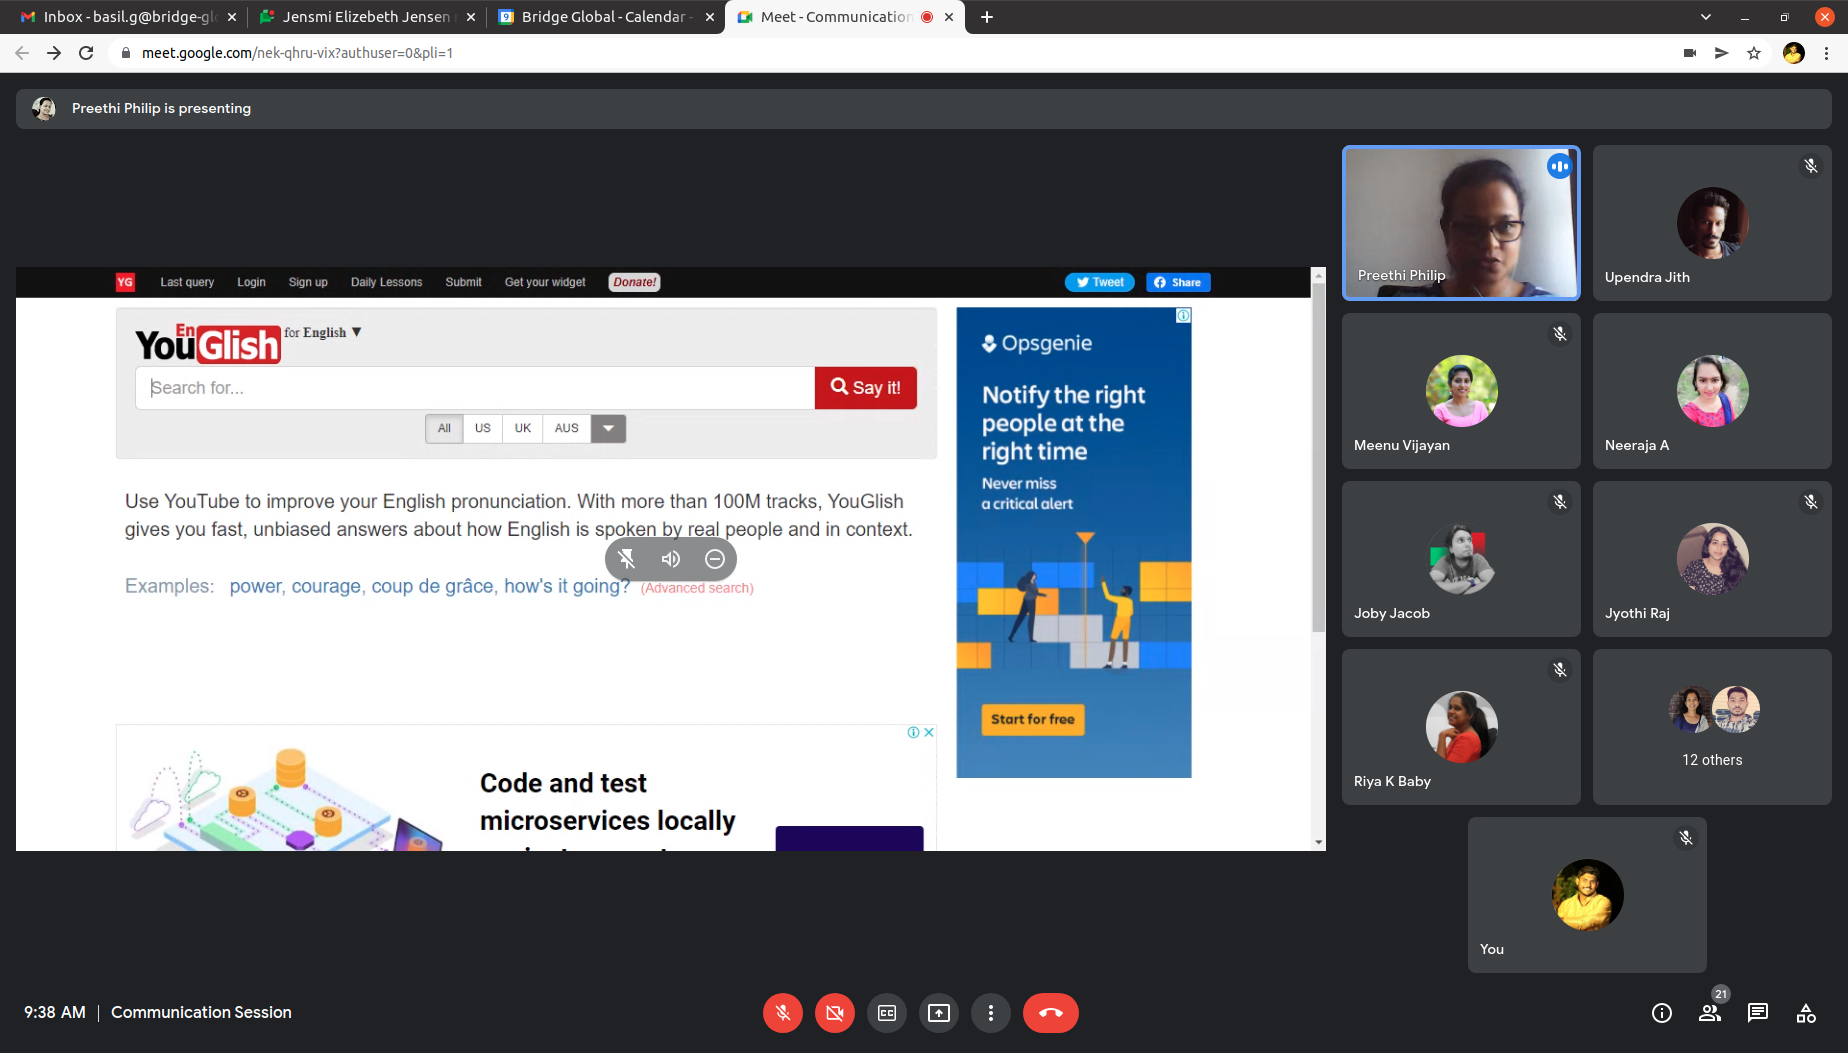 Inbox - basil.g@bridge-gl
Jensmi Elizebeth Jensen
Bridge Global - Calendar -
Meet - Communication
meet.google.com/nek-qhru-vix?authuser=0&pli=1
Preethi Philip is presenting
YG
Last query
Login
Sign up
Daily Lessons
Submit
Get your widget
Donate!
Tweet
Share
YouGlish
En
for English ▼
Search for...
Say it!
All
US
UK
AUS
Use YouTube to improve your English pronunciation. With more than 100M tracks, YouGlish
gives you fast, unbiased answers about how English is spoken by real people and in context.
Examples: power, courage, coup de grâce, how's it going? (Advanced search)
Opsgenie
Notify the right
people at the
right time
Never miss
a critical alert
Start for free
Code and test
microservices locally
Preethi Philip
Upendra Jith
Meenu Vijayan
Neeraja A
Joby Jacob
Jyothi Raj
Riya K Baby
12 others
You
9:38 AM | Communication Session
CC
21